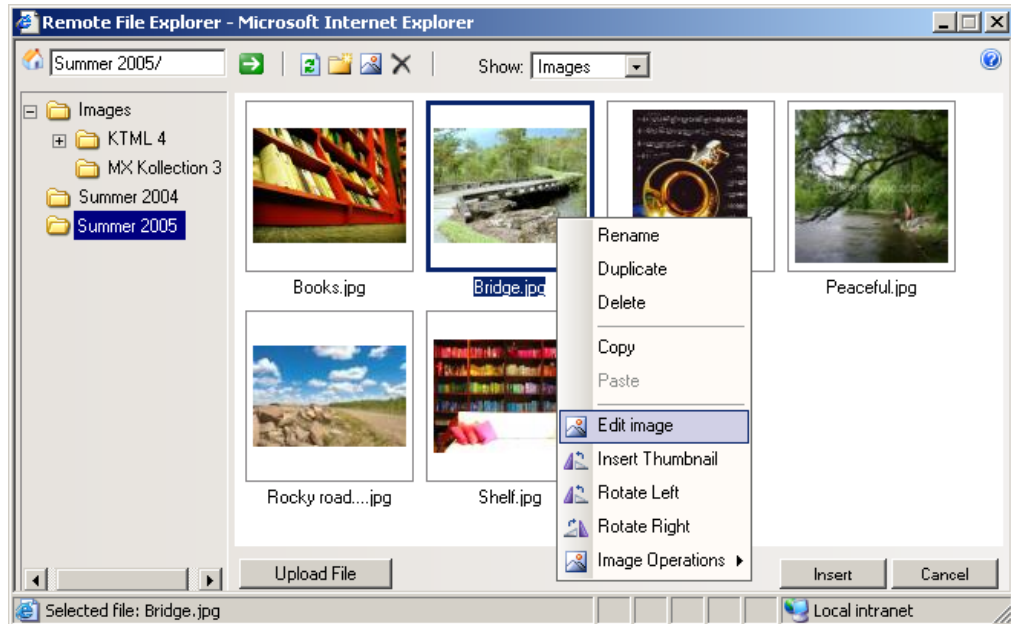 Remote File Explorer - Microsoft Internet Explorer
Summer 2005/
Show: Images
Images
KTML 4
MX Kollection 3
Summer 2004
Summer 2005
Books.jpg
Bridge.jpg
Peaceful.jpg
Rocky road....jpg
Shelf.jpg
Rename
Duplicate
Delete
Copy
Paste
Edit image
Insert Thumbnail
Rotate Left
Rotate Right
Image Operations
Upload File
Insert
Cancel
Selected file: Bridge.jpg
Local intranet